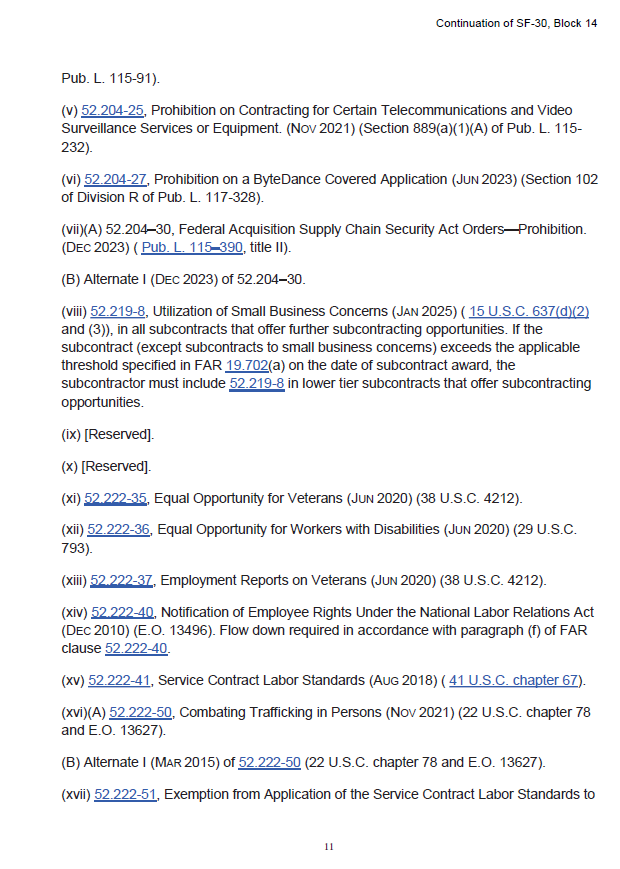 Continuation of SF-30, Block 14
Pub. L. 115-91).
(v) 52.204-25, Prohibition on Contracting for Certain Telecommunications and Video
Surveillance Services or Equipment. (NOV 2021) (Section 889(a)(1)(A) of Pub. L. 115-
232).
(vi) 52.204-27, Prohibition on a ByteDance Covered Application (JUN 2023) (Section 102
of Division R of Pub. L. 117-328).
(vii)(A) 52.204–30, Federal Acquisition Supply Chain Security Act Orders—Prohibition.
(DEC 2023) ( Pub. L. 115–390, title II).
(B) Alternate I (DEC 2023) of 52.204–30.
(viii) 52.219-8, Utilization of Small Business Concerns (JAN 2025) ( 15 U.S.C. 637(d)(2)
and (3)), in all subcontracts that offer further subcontracting opportunities. If the
subcontract (except subcontracts to small business concerns) exceeds the applicable
threshold specified in FAR 19.702(a) on the date of subcontract award, the
subcontractor must include 52.219-8 in lower tier subcontracts that offer subcontracting
opportunities.
(ix) [Reserved].
(x) [Reserved].
(xi) 52.222-35, Equal Opportunity for Veterans (JUN 2020) (38 U.S.C. 4212).
(xii) 52.222-36, Equal Opportunity for Workers with Disabilities (JUN 2020) (29 U.S.C.
793).
(xiii) 52.222-37, Employment Reports on Veterans (JUN 2020) (38 U.S.C. 4212).
(xiv) 52.222-40, Notification of Employee Rights Under the National Labor Relations Act
(DEC 2010) (E.O. 13496). Flow down required in accordance with paragraph (f) of FAR
clause 52.222-40.
(xv) 52.222-41, Service Contract Labor Standards (AUG 2018) ( 41 U.S.C. chapter 67).
(xvi)(A) 52.222-50, Combating Trafficking in Persons (NOV 2021) (22 U.S.C. chapter 78
and E.O. 13627).
(B) Alternate I (MAR 2015) of 52.222-50 (22 U.S.C. chapter 78 and E.O. 13627).
(xvii) 52.222-51, Exemption from Application of the Service Contract Labor Standards to
11